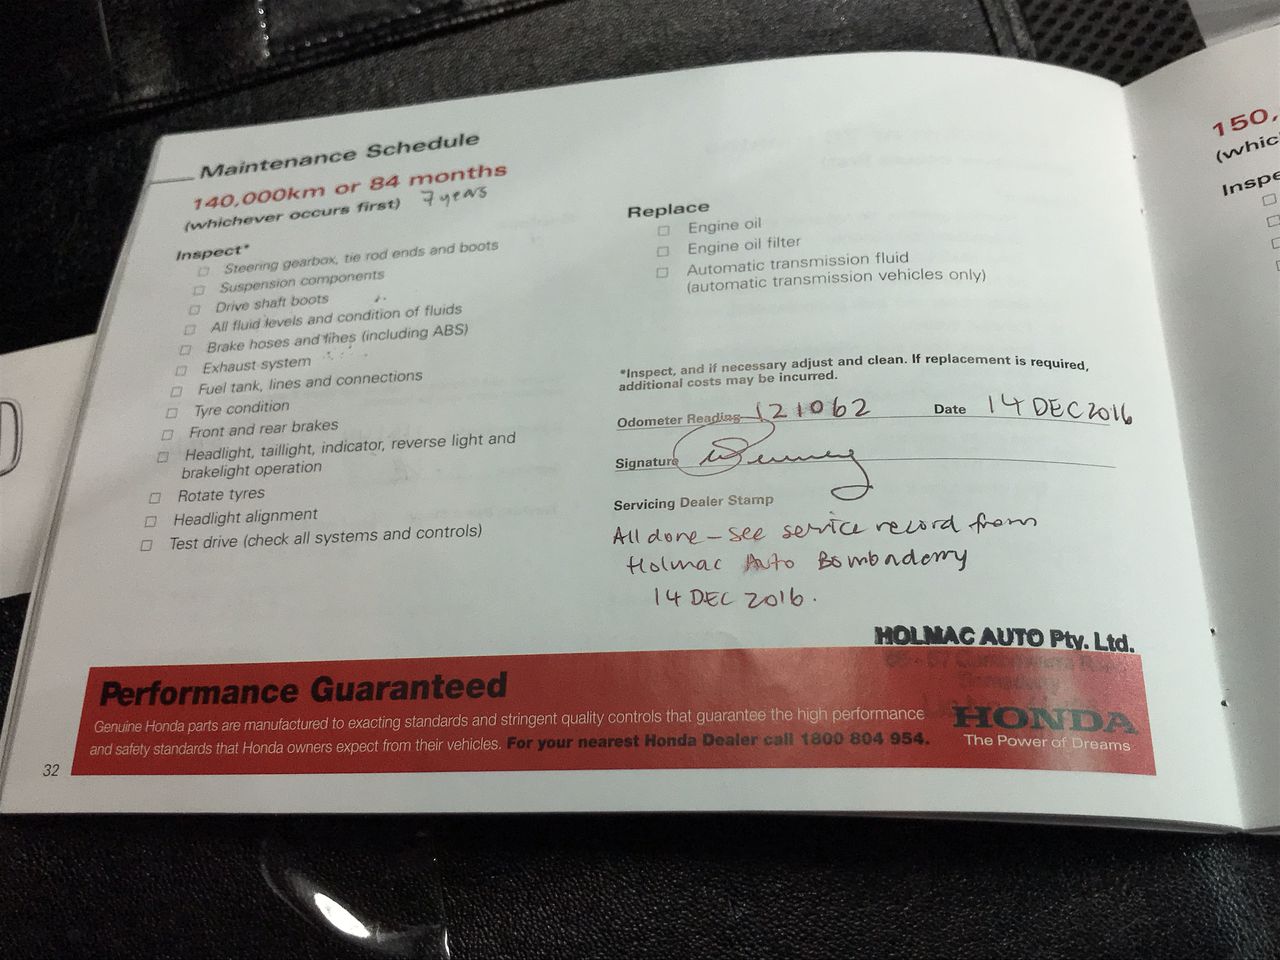 Maintenance Schedule
140,000km or 84 months
(whichever occurs first) 7 years
Inspect*
Steering gearbox, tie rod ends and boots
Suspension components
Drive shaft boots
All fluid levels and condition of fluids
Brake hoses and lines (including ABS)
Exhaust system
Fuel tank, lines and connections
Tyre condition
Front and rear brakes
Headlight, taillight, indicator, reverse light and
brakelight operation
Rotate tyres
Headlight alignment
Test drive (check all systems and controls)
Replace
Engine oil
Engine oil filter
Automatic transmission fluid
(automatic transmission vehicles only)
*Inspect, and if necessary adjust and clean. If replacement is required,
additional costs may be incurred.
Odometer Reading 121062 Date 14 DEC 2016
Signature
Servicing Dealer Stamp
All done - see service record from
Holmac Auto Bombaderry
14 DEC 2016.
HOLMAC AUTO Pty. Ltd.
Performance Guaranteed
Genuine Honda parts are manufactured to exacting standards and stringent quality controls that guarantee the high performance
and safety standards that Honda owners expect from their vehicles. For your nearest Honda Dealer call 1800 804 954.
HONDA
The Power of Dreams
32
150,
(whic
Inspe